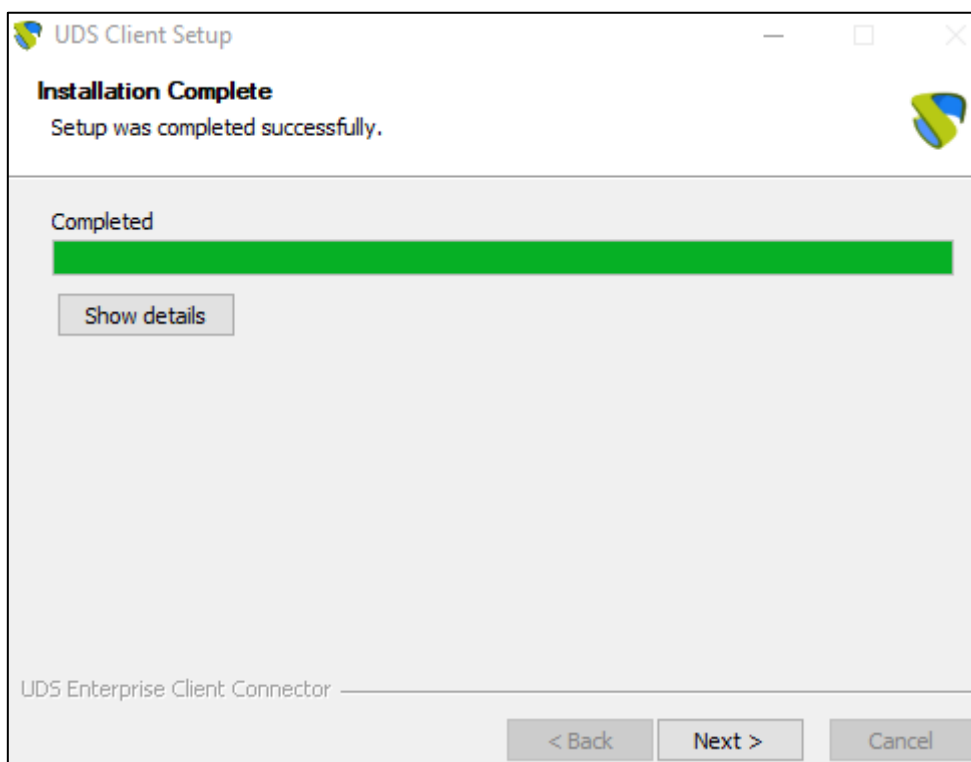 UDS Client Setup
Installation Complete
Setup was completed successfully.
Completed
Show details
UDS Enterprise Client Connector
< Back Next > Cancel